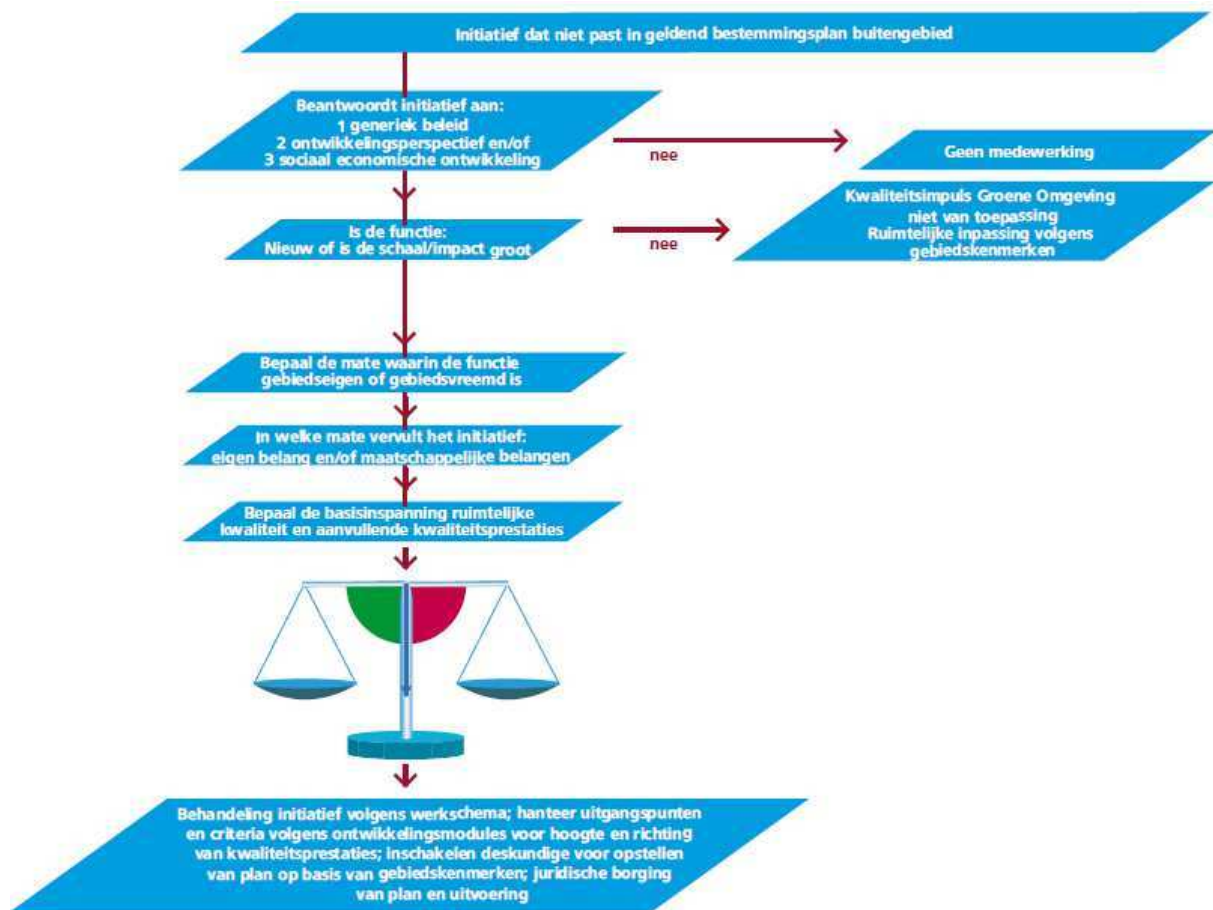 Initiatief dat niet past in geldend bestemmingsplan buitengebied
Beantwoordt initiatief aan:
1 generiek beleid
2 ontwikkelingsperspectief en/of
3 sociaal economische ontwikkeling
nee
Geen medewerking
Is de functie:
Nieuw of is de schaal/impact groot
nee
Kwaliteitsimpuls Groene Omgeving
niet van toepassing
Ruimtelijke inpassing volgens
gebiedskenmerken
Bepaal de mate waarin de functie
gebiedseigen of gebiedsvreemd is
In welke mate vervult het initiatief:
eigen belang en/of maatschappelijke belangen
Bepaal de basisinspanning ruimtelijke
kwaliteit en aanvullende kwaliteitsprestaties
Behandeling initiatief volgens werkschema; hanteer uitgangspunten
en criteria volgens ontwikkelingsmodules voor hoogte en richting
van kwaliteitsprestaties; inschakelen deskundige voor opstellen
van plan op basis van gebiedskenmerken; juridische borging
van plan en uitvoering